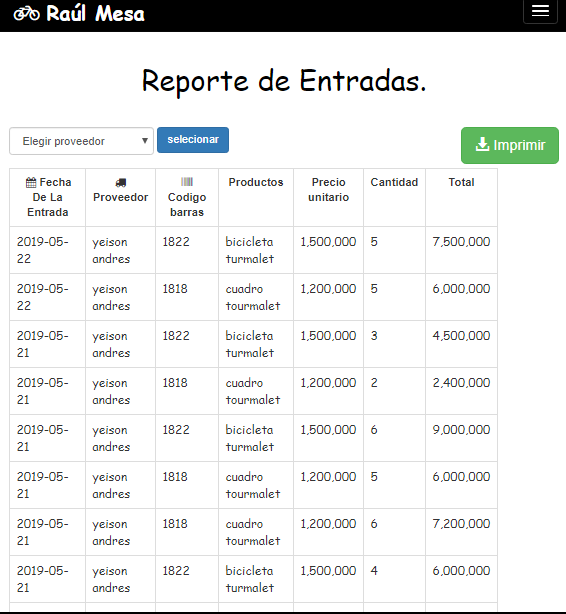 Raúl Mesa
Reporte de Entradas.
Elegir proveedor selecionar Imprimir
Fecha De La Entrada Proveedor Codigo barras Productos Precio unitario Cantidad Total
2019-05-22 yeison andres 1822 bicicleta turmalet 1,500,000 5 7,500,000
2019-05-22 yeison andres 1818 cuadro tourmalet 1,200,000 5 6,000,000
2019-05-21 yeison andres 1822 bicicleta turmalet 1,500,000 3 4,500,000
2019-05-21 yeison andres 1818 cuadro tourmalet 1,200,000 2 2,400,000
2019-05-21 yeison andres 1822 bicicleta turmalet 1,500,000 6 9,000,000
2019-05-21 yeison andres 1818 cuadro tourmalet 1,200,000 5 6,000,000
2019-05-21 yeison andres 1818 cuadro tourmalet 1,200,000 6 7,200,000
2019-05-21 yeison andres 1822 bicicleta turmalet 1,500,000 4 6,000,000